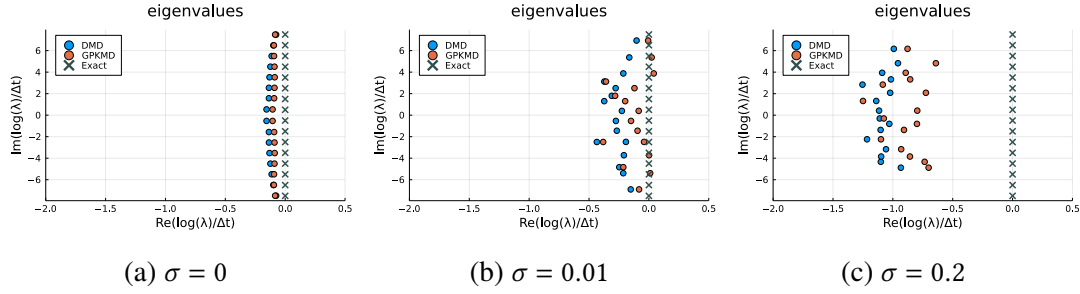 eigenvalues
DMD
GPKMD
Exact
6
4
2
0
-2
-4
-6
Im(log(λ)/Δt)
-2.0 -1.5 -1.0 -0.5 0.0 0.5
Re(log(λ)/Δt)
(a) σ = 0
eigenvalues
DMD
GPKMD
Exact
6
4
2
0
-2
-4
-6
Im(log(λ)/Δt)
-2.0 -1.5 -1.0 -0.5 0.0 0.5
Re(log(λ)/Δt)
(b) σ = 0.01
eigenvalues
DMD
GPKMD
Exact
6
4
2
0
-2
-4
-6
Im(log(λ)/Δt)
-2.0 -1.5 -1.0 -0.5 0.0 0.5
Re(log(λ)/Δt)
(c) σ = 0.2